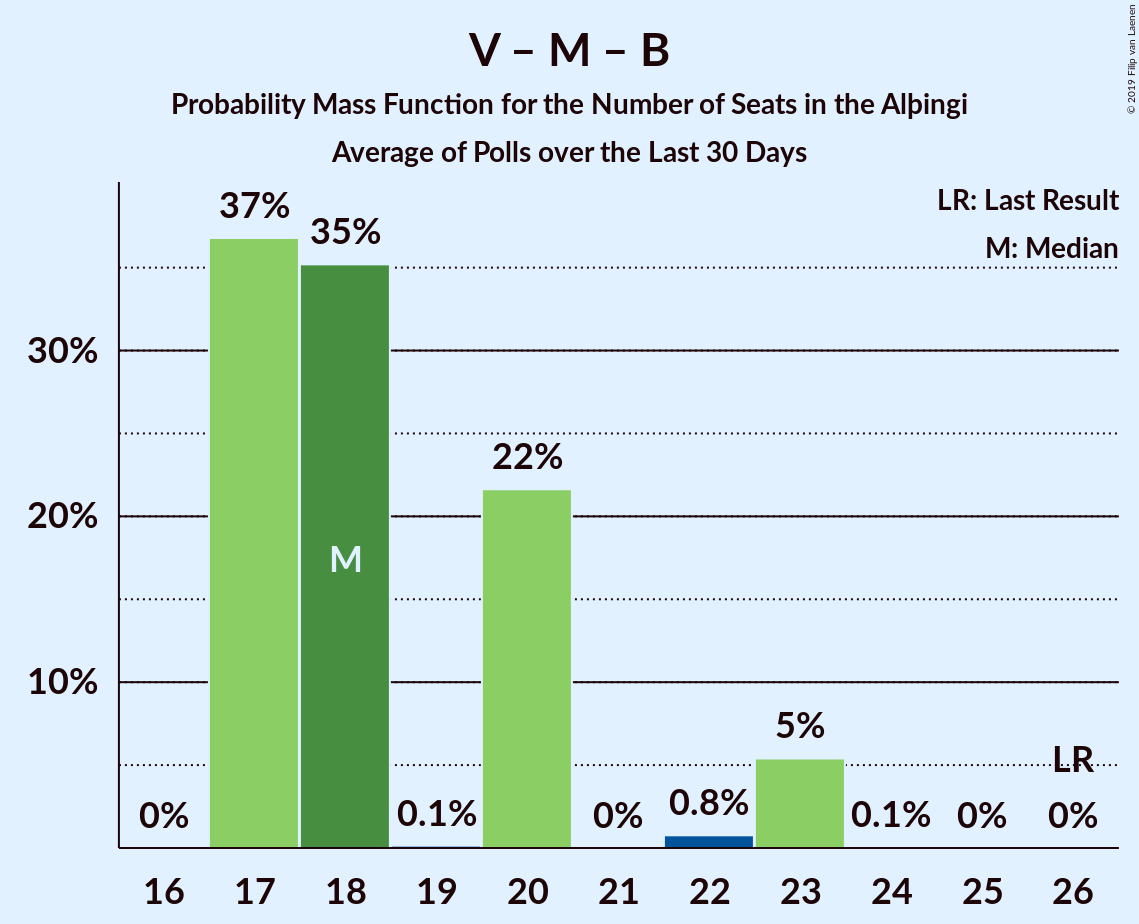 V – M – B
Probability Mass Function for the Number of Seats in the Alþingi
Average of Polls over the Last 30 Days
© 2019 Filip van Laenen
LR: Last Result
M: Median
37%
35%
30%
22%
20%
M
10%
5%
LR
0%
0.1%
0%
0.8%
0.1%
0%
0%
16 17 18 19 20 21 22 23 24 25 26